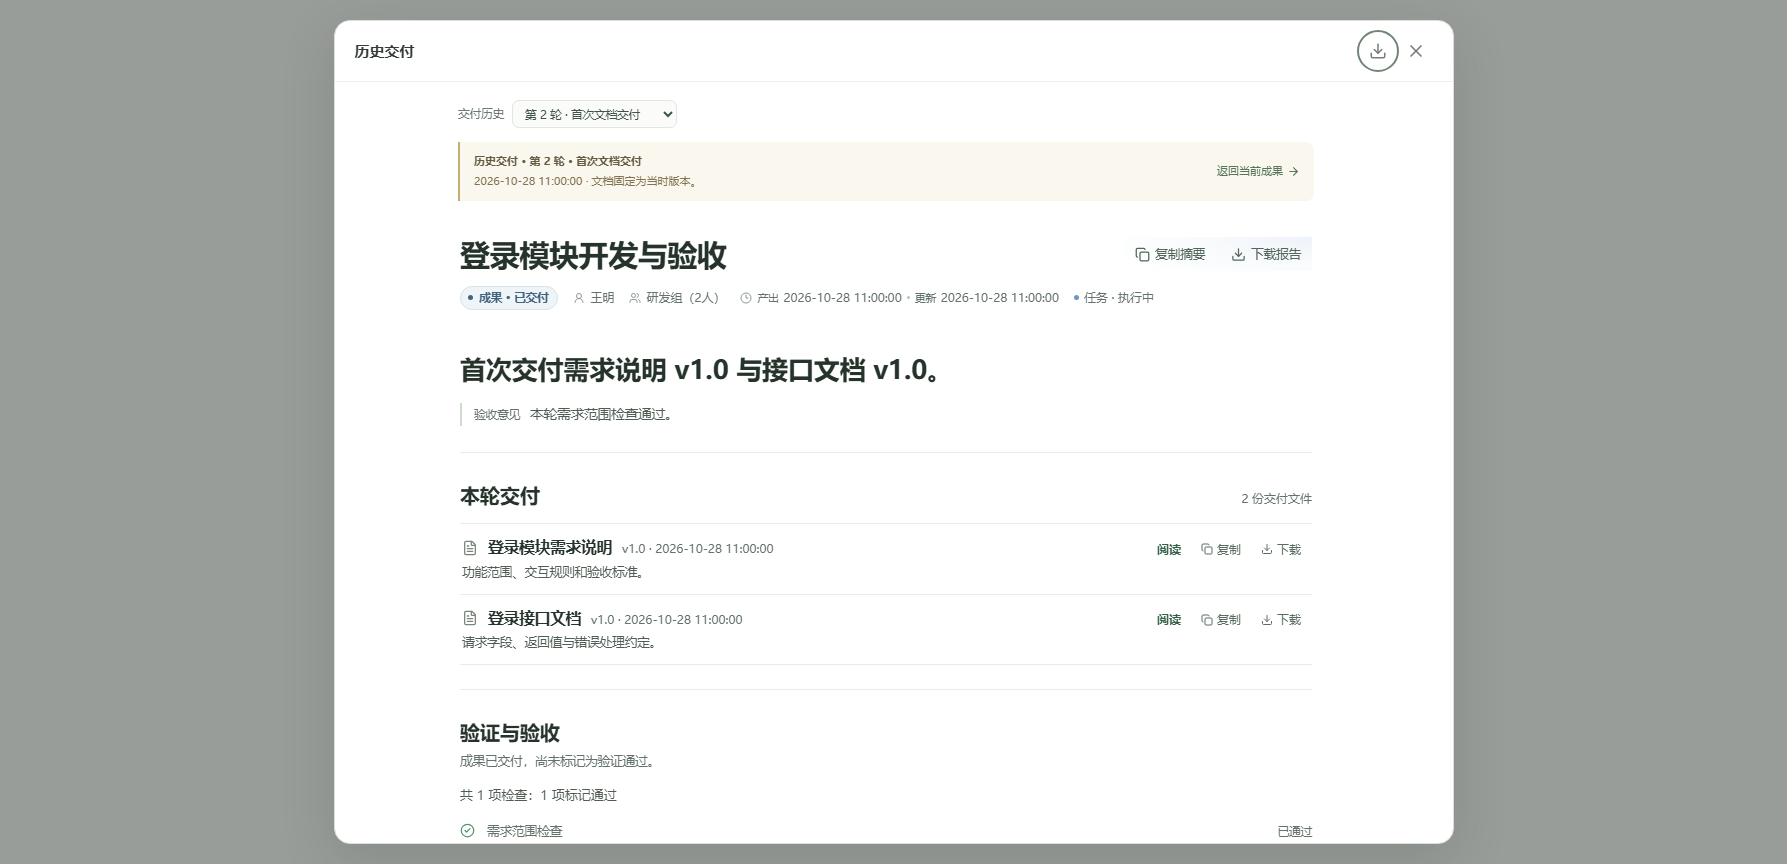 历史交付
交付历史 第 2 轮 · 首次文档交付
历史交付 • 第 2 轮 • 首次文档交付
2026-10-28 11:00:00 · 文档固定为当时版本。
返回当前成果 →
登录模块开发与验收
复制摘要 下载报告
成果 • 已交付 王明 研发组（2人） 产出 2026-10-28 11:00:00 · 更新 2026-10-28 11:00:00 任务 · 执行中
首次交付需求说明 v1.0 与接口文档 v1.0。
验收意见 本轮需求范围检查通过。
本轮交付 2 份交付文件
登录模块需求说明 v1.0 · 2026-10-28 11:00:00 阅读 复制 下载
功能范围、交互规则和验收标准。
登录接口文档 v1.0 · 2026-10-28 11:00:00 阅读 复制 下载
请求字段、返回值与错误处理约定。
验证与验收
成果已交付，尚未标记为验证通过。
共 1 项检查：1 项标记通过
需求范围检查 已通过